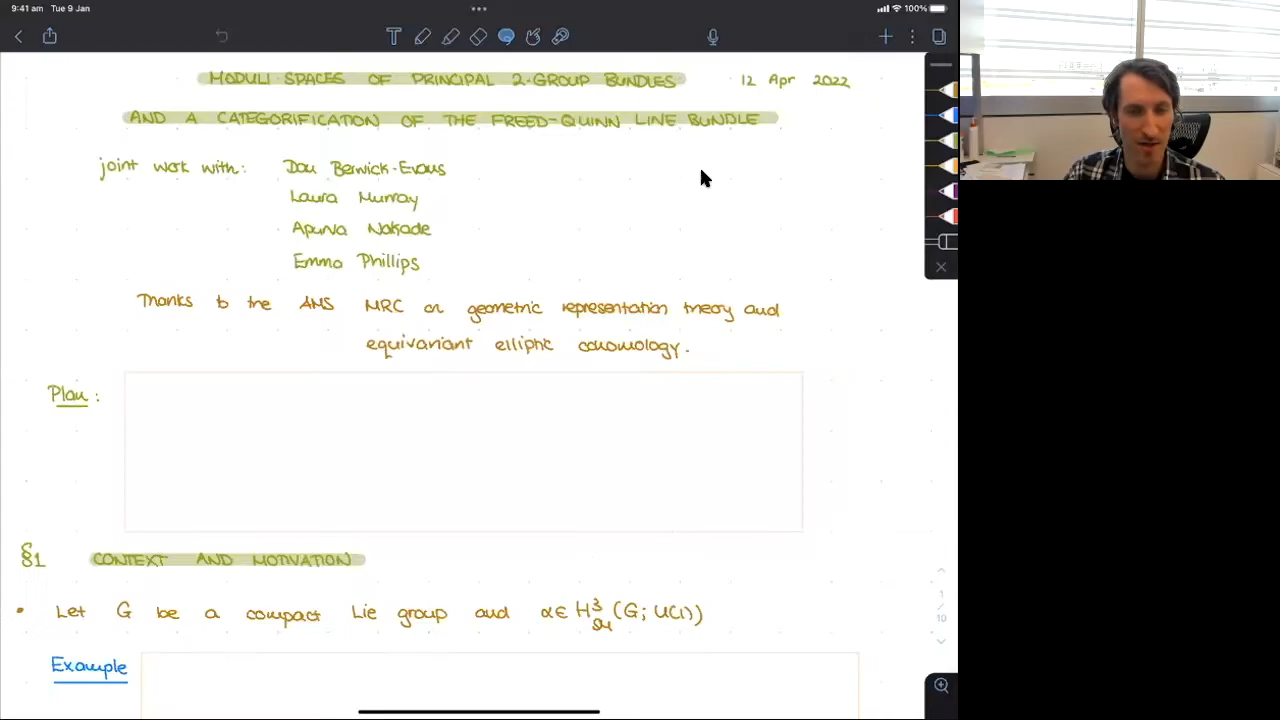 9:41 am Tue 9 Jan
100%
MODULI SPACES OF PRINCIPAL 2-GROUP BUNDLES 12 Apr 2022
AND A CATEGORIFICATION OF THE FREED-QUINN LINE BUNDLE
joint work with: Dan Berwick-Evans
Laura Murray
Apurva Nakade
Emma Phillips
Thanks to the AMS MRC on geometric representation theory and
equivariant elliptic cohomology.
Plan:
§1 CONTEXT AND MOTIVATION
• Let G be a compact Lie group and α∈ H³_SM (G; U(1))
Example
1
/
10